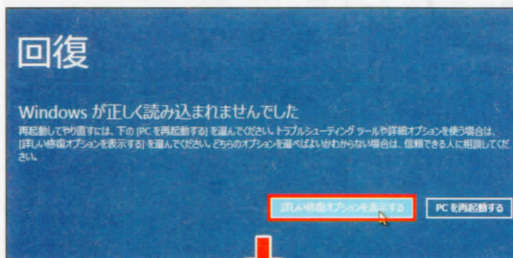 回復
Windows が正しく読み込まれませんでした
再起動してやり直すには、下の [PC を再起動する] を選んでください。トラブルシューティング ツールや詳細オプションを使う場合は、
[詳しい修復オプションを表示する] を選んでください。どちらのオプションを選べばよいかわからない場合は、信頼できる人に相談してくだ
さい。
詳しい修復オプションを表示する PC を再起動する